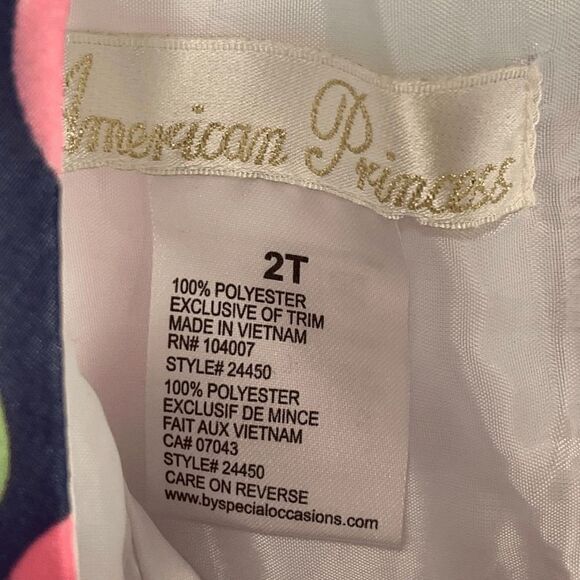 American Princess
2T
100% POLYESTER
EXCLUSIVE OF TRIM
MADE IN VIETNAM
RN# 104007
STYLE# 24450
100% POLYESTER
EXCLUSIF DE MINCE
FAIT AUX VIETNAM
CA# 07043
STYLE# 24450
CARE ON REVERSE
www.byspecialoccasions.com